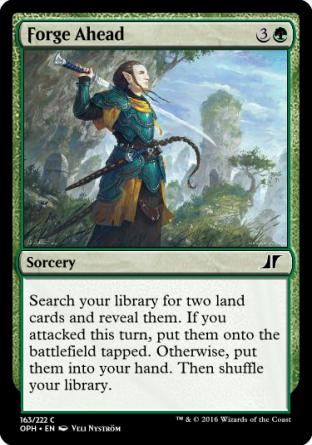 Forge Ahead 3
Sorcery
Search your library for two land
cards and reveal them. If you
attacked this turn, put them onto the
battlefield tapped. Otherwise, put
them into your hand. Then shuffle
your library.
163/222 C
OPH • EN Veli Nyström
™ & © 2016 Wizards of the Coast